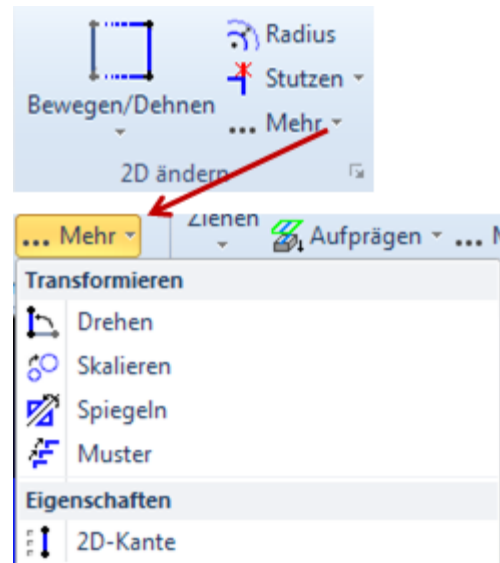 Radius
Stutzen
Bewegen/Dehnen
... Mehr
2D ändern
... Mehr
Ziehen
Aufprägen
...
Transformieren
Drehen
Skalieren
Spiegeln
Muster
Eigenschaften
2D-Kante